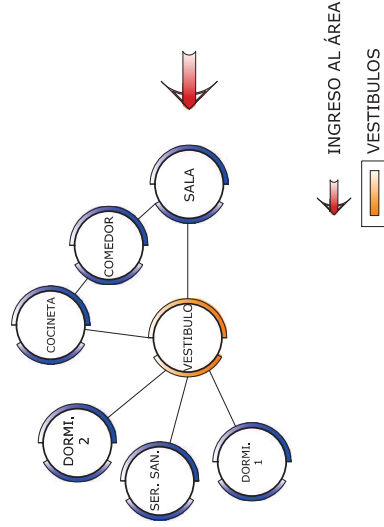 COCINETA
COMEDOR
SALA
VESTIBULO
DORMI.
2
SER. SAN.
DORMI.
1
INGRESO AL ÁREA
VESTIBULOS